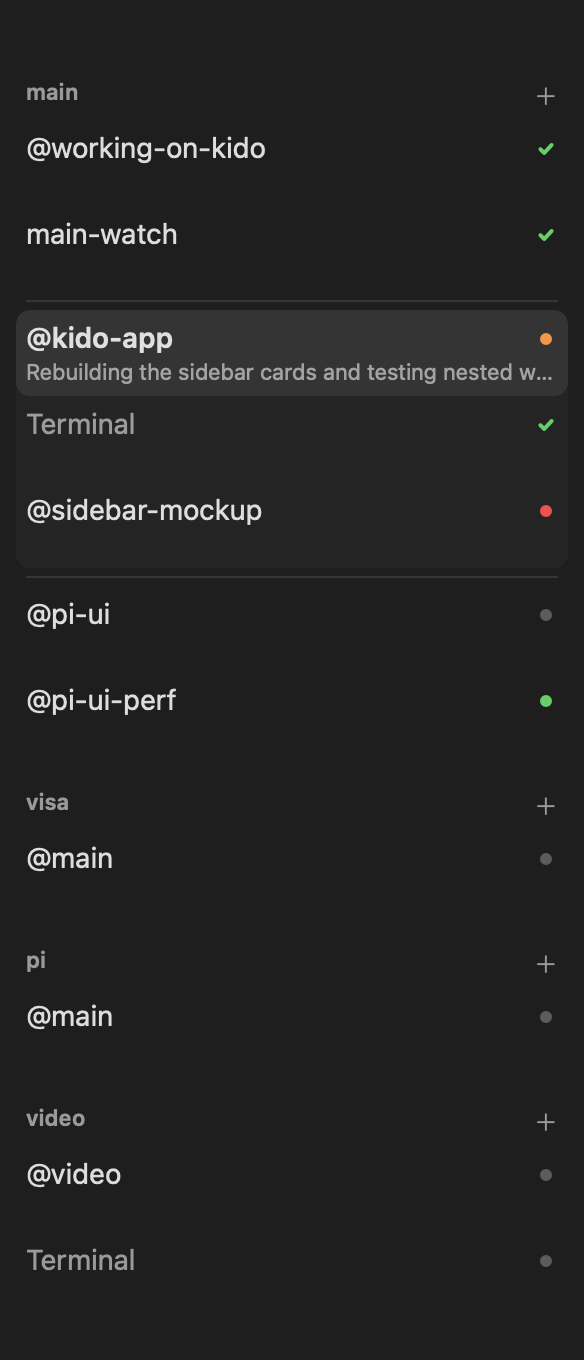 main
@working-on-kido
main-watch
@kido-app
Rebuilding the sidebar cards and testing nested w...
Terminal
@sidebar-mockup
@pi-ui
@pi-ui-perf
visa
@main
pi
@main
video
@video
Terminal